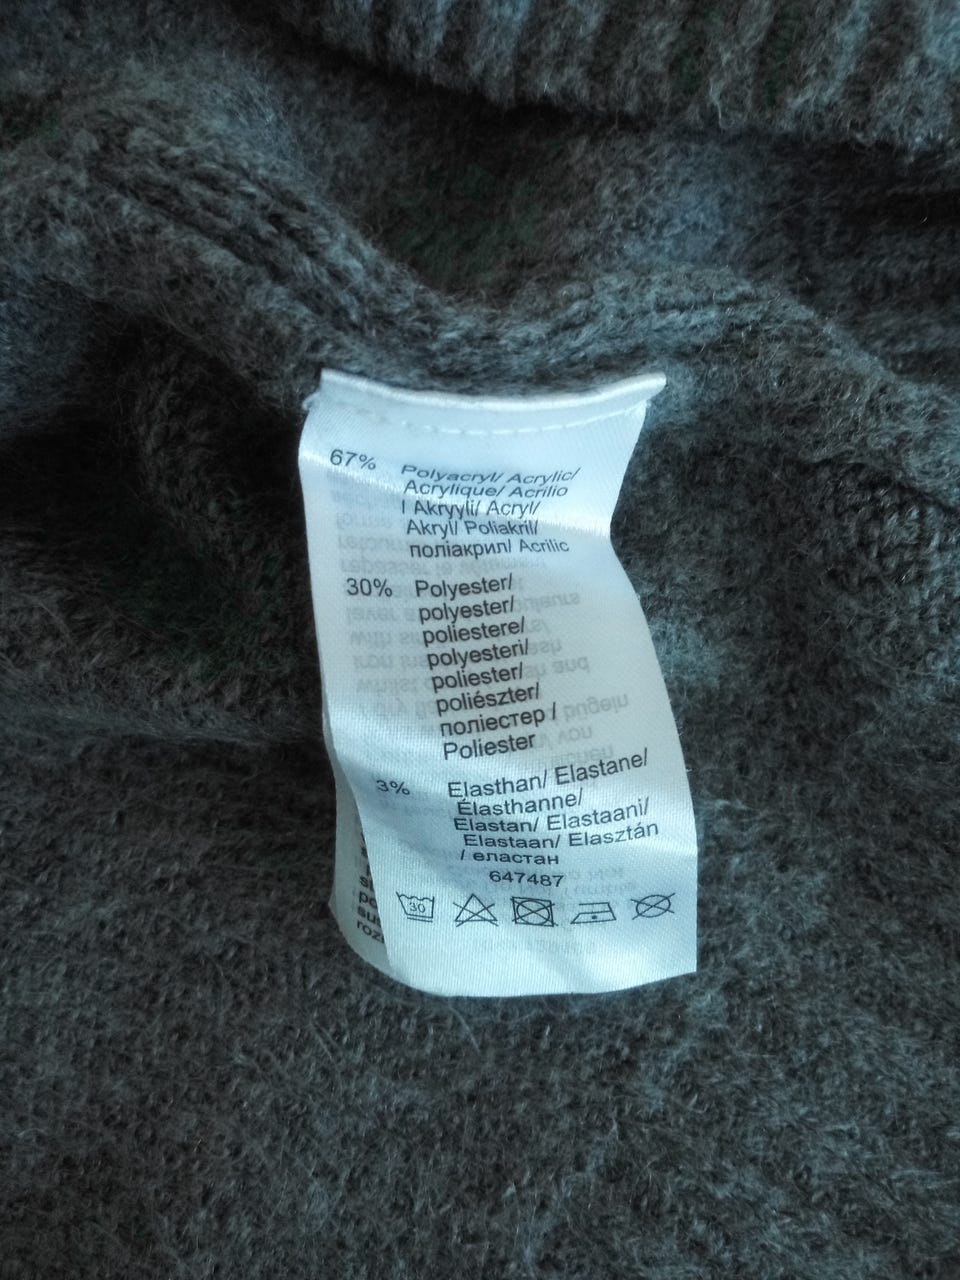 67% Polyacryl/ Acrylic/
Acrylique/ Acrilio
/ Akryyli/ Acryl/
Akryl/ Poliakril/
поліакрил/ Acrilic
30% Polyester/
polyester/
poliestere/
polyesteri/
poliester/
poliészter/
поліестер /
Poliester
3% Elasthan/ Elastane/
Élasthanne/
Elastan/ Elastaani/
Elastaan/ Elasztán
/ еластан
647487
30